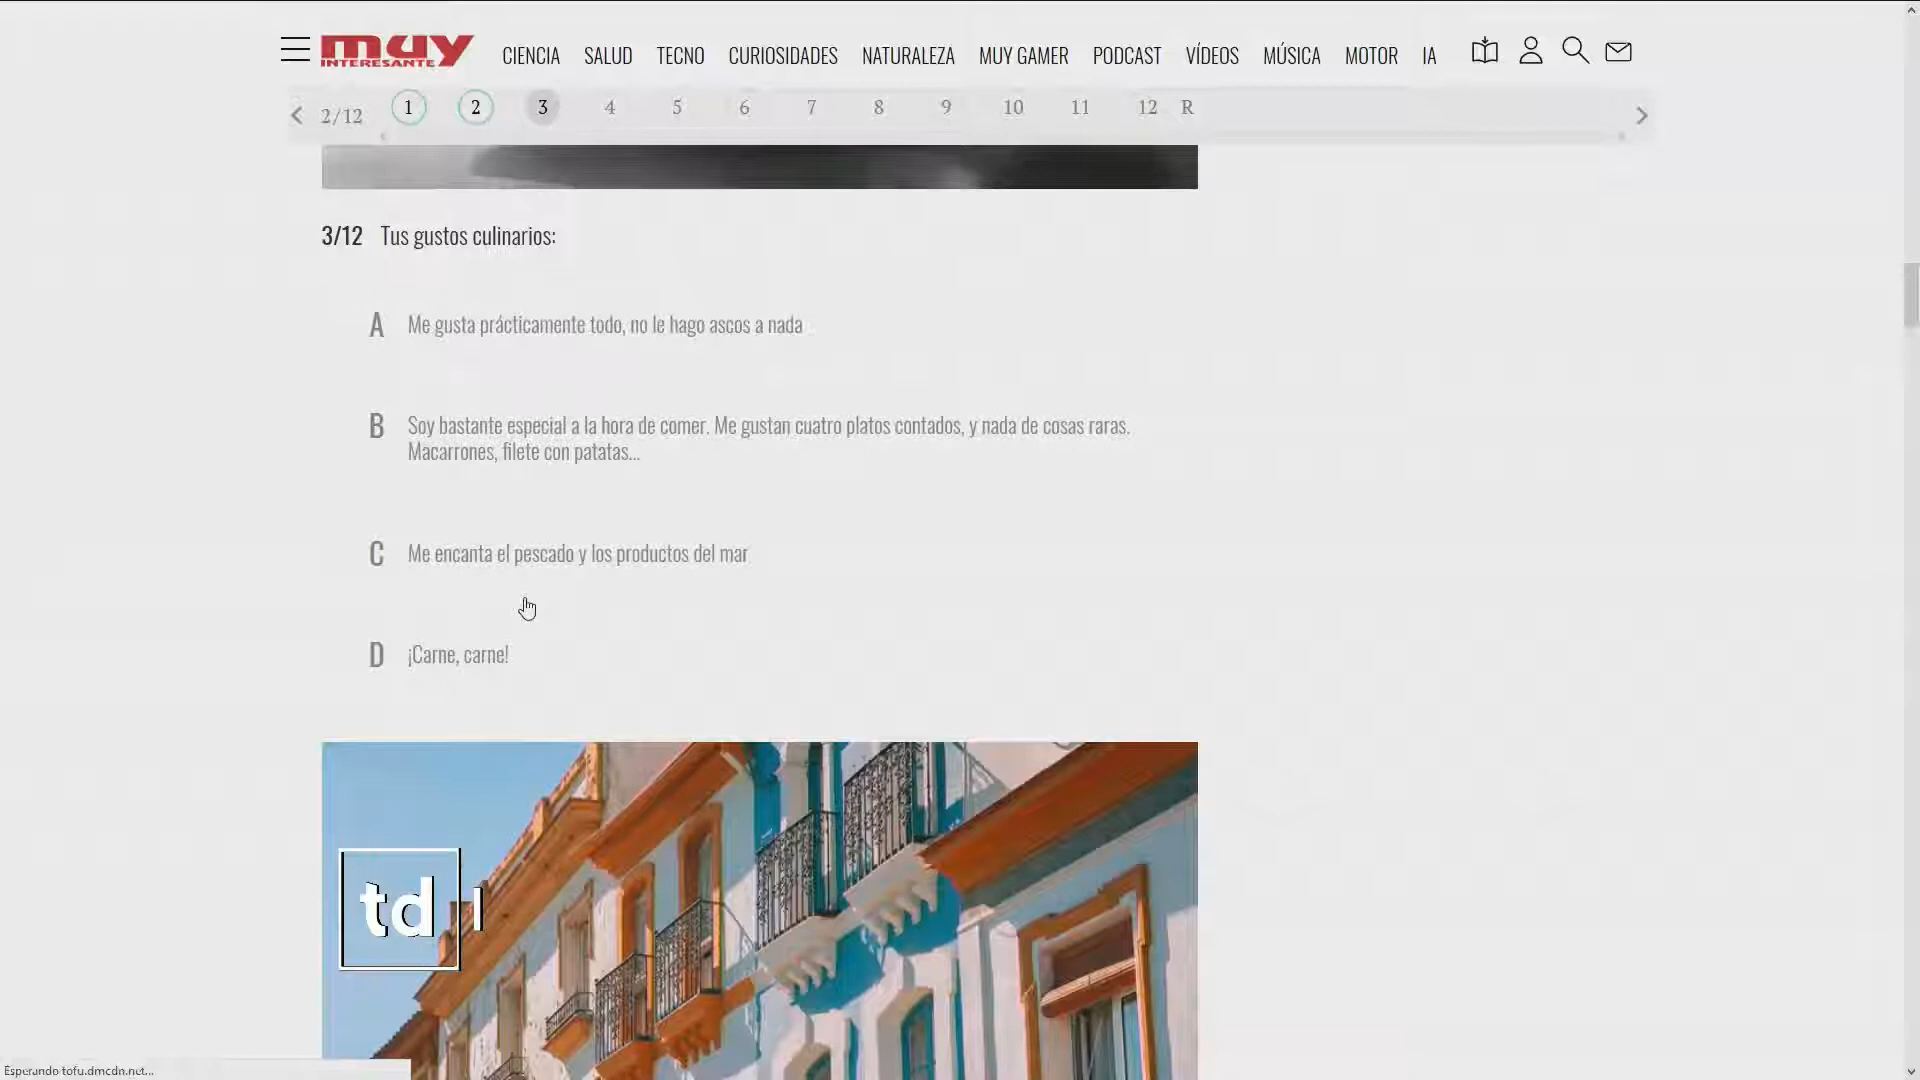 muy
INTERESANTE
CIENCIA SALUD TECNO CURIOSIDADES NATURALEZA MUY GAMER PODCAST VÍDEOS MÚSICA MOTOR IA
2/12 1 2 3 4 5 6 7 8 9 10 11 12 R
3/12 Tus gustos culinarios:
A Me gusta prácticamente todo, no le hago ascos a nada
B Soy bastante especial a la hora de comer. Me gustan cuatro platos contados, y nada de cosas raras.
Macarrones, filete con patatas...
C Me encanta el pescado y los productos del mar
D ¡Carne, carne!
td
Esperando tofu.dmcdn.net...